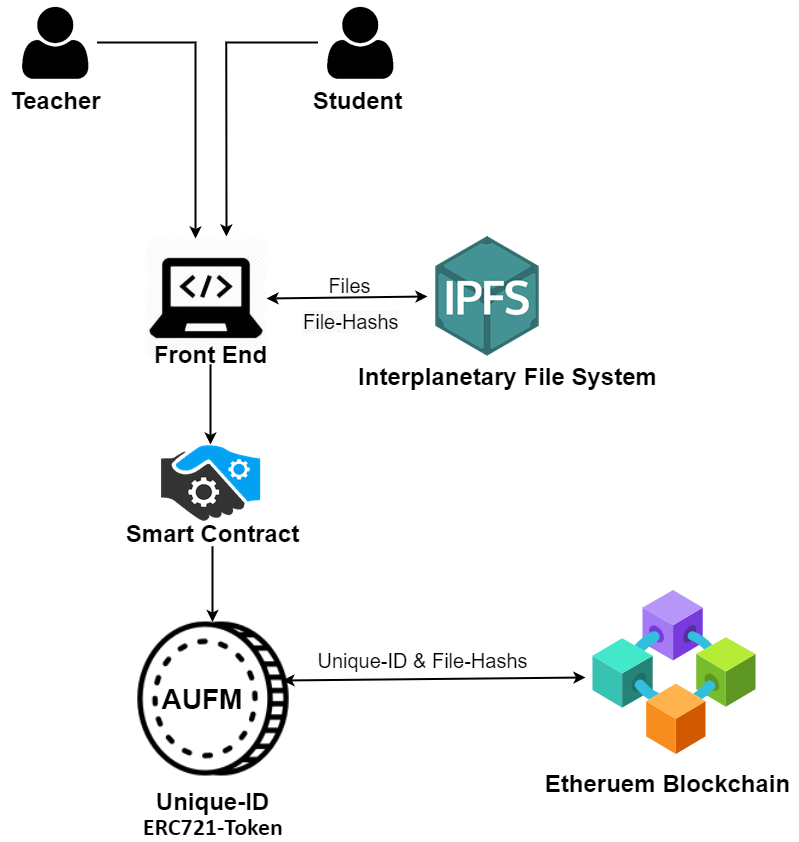 Teacher
Student
</>
Files
IPFS
File-Hashs
Front End
Interplanetary File System
Smart Contract
Unique-ID & File-Hashs
AUFM
Etheruem Blockchain
Unique-ID
ERC721-Token